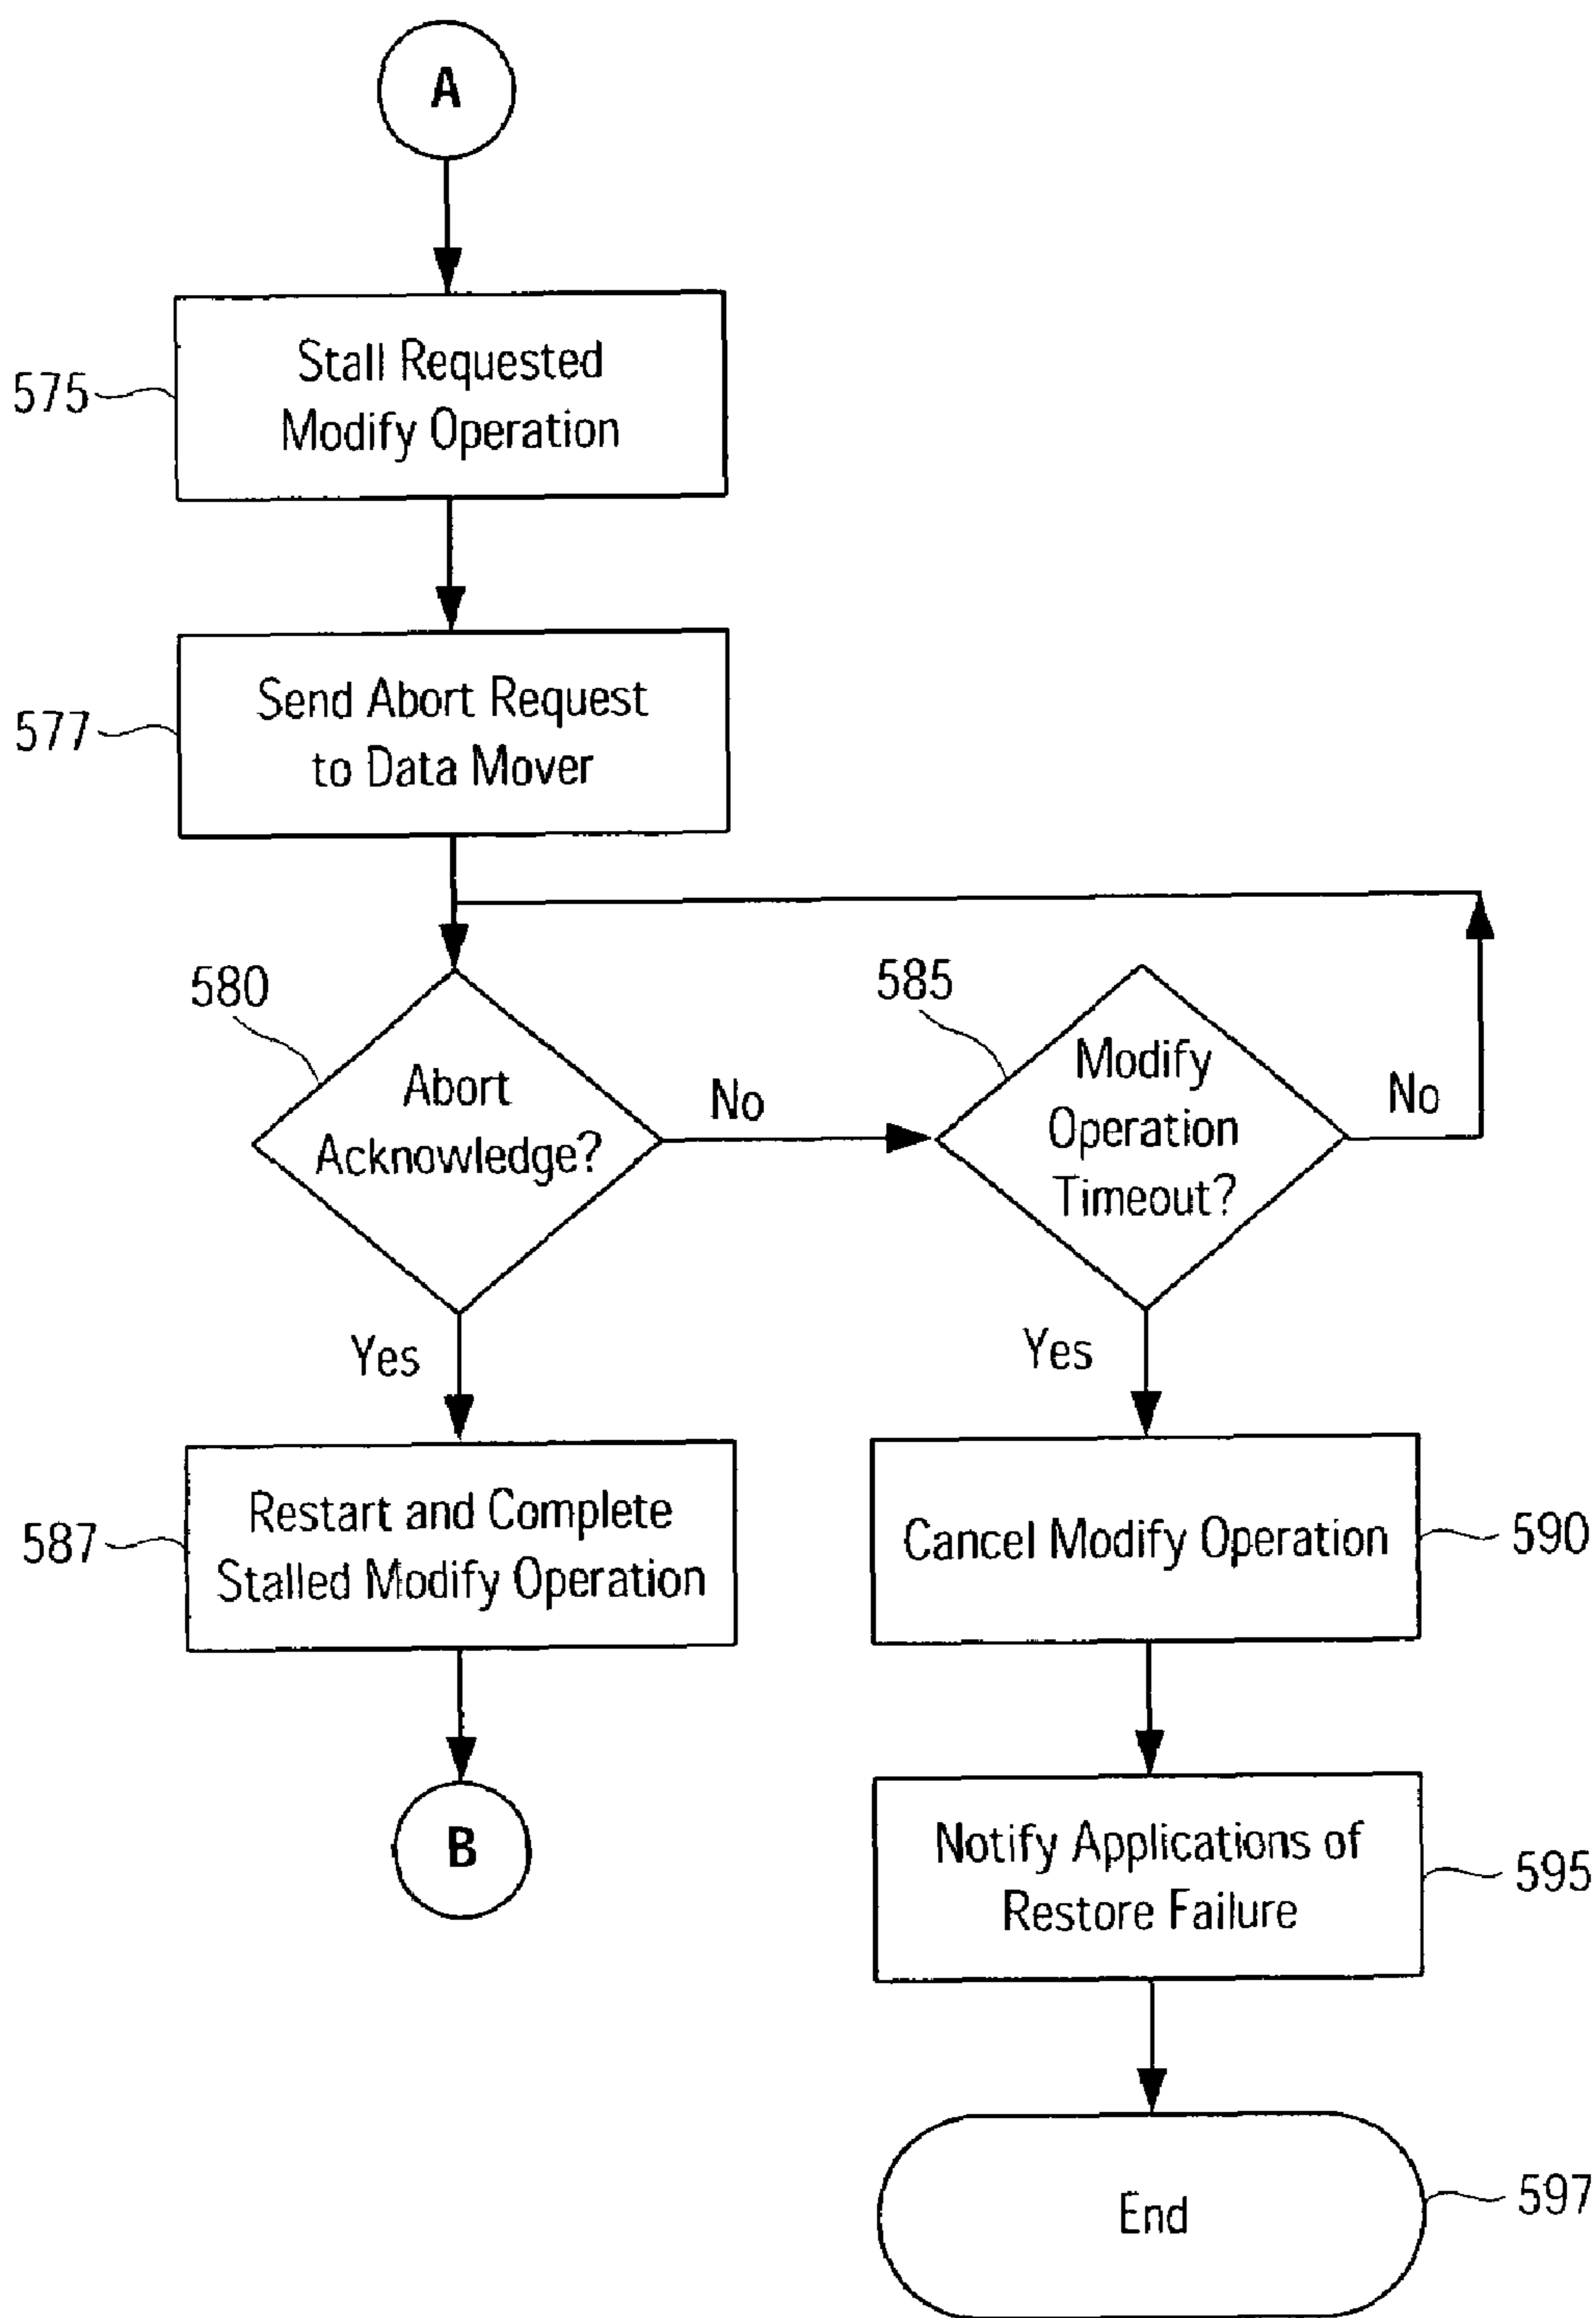 A
575
Stall Requested
Modify Operation
577
Send Abort Request
to Data Mover
580
Abort
Acknowledge?
No
585
Modify
Operation
Timeout?
No
Yes
Yes
587
Restart and Complete
Stalled Modify Operation
Cancel Modify Operation
590
B
Notify Applications of
Restore Failure
595
End
597